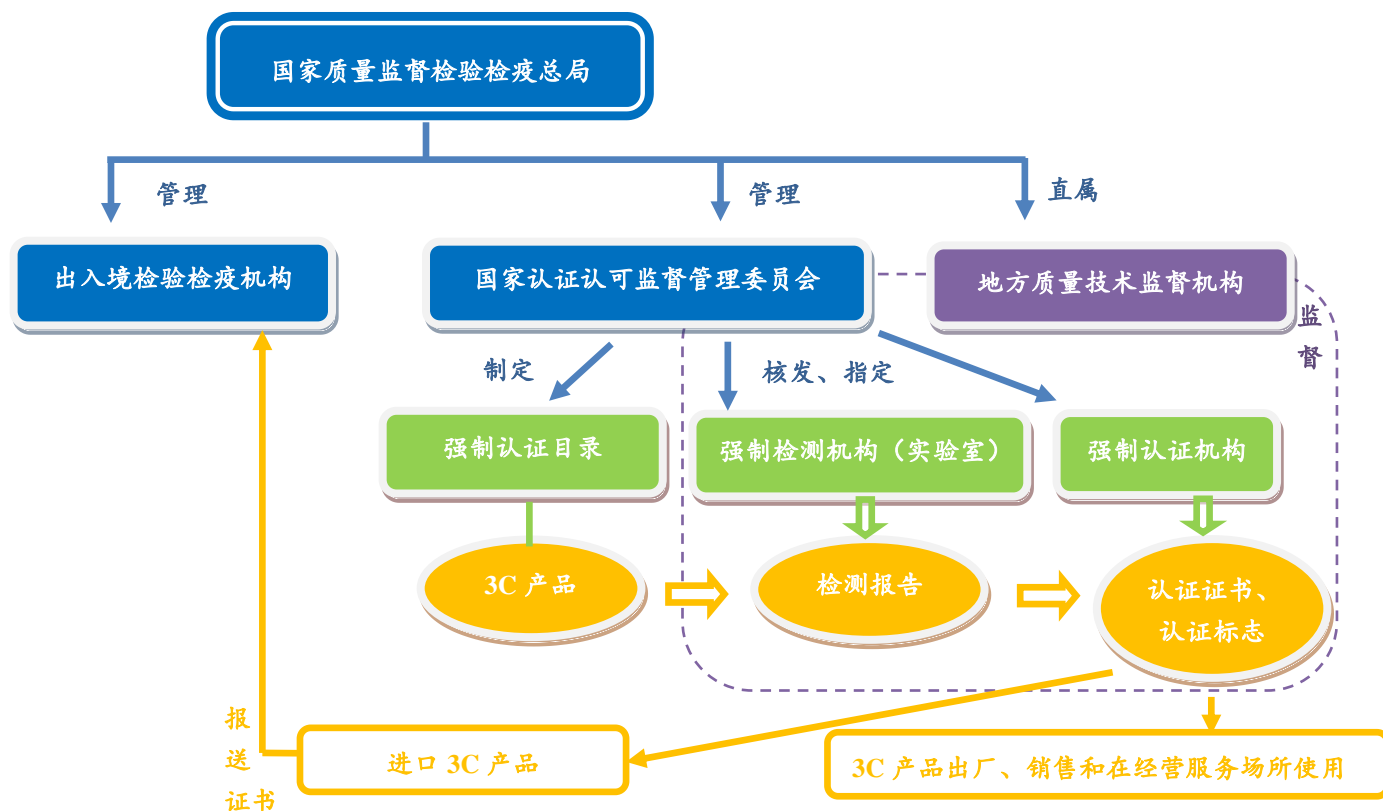 国家质量监督检验检疫总局
管理
管理
直属
出入境检验检疫机构
国家认证认可监督管理委员会
地方质量技术监督机构
监
督
制定
核发、指定
强制认证目录
强制检测机构（实验室）
强制认证机构
3C 产品
检测报告
认证证书、
认证标志
报
送
证书
进口 3C 产品
3C 产品出厂、销售和在经营服务场所使用